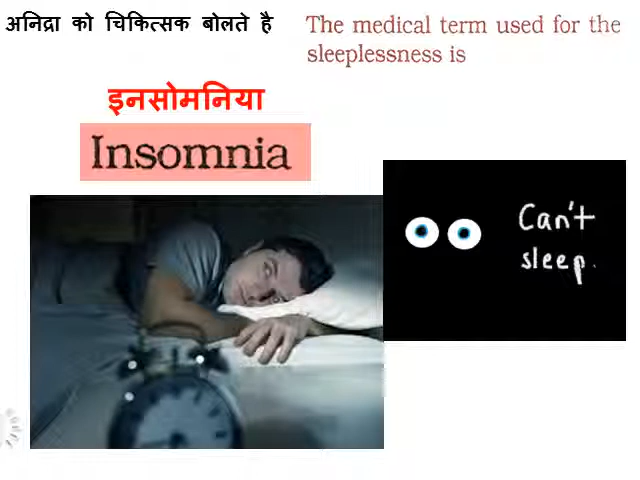 अनिद्रा को चिकित्सक बोलते है
The medical term used for the
sleeplessness is
इनसोमनिया
Insomnia
Can't
sleep.